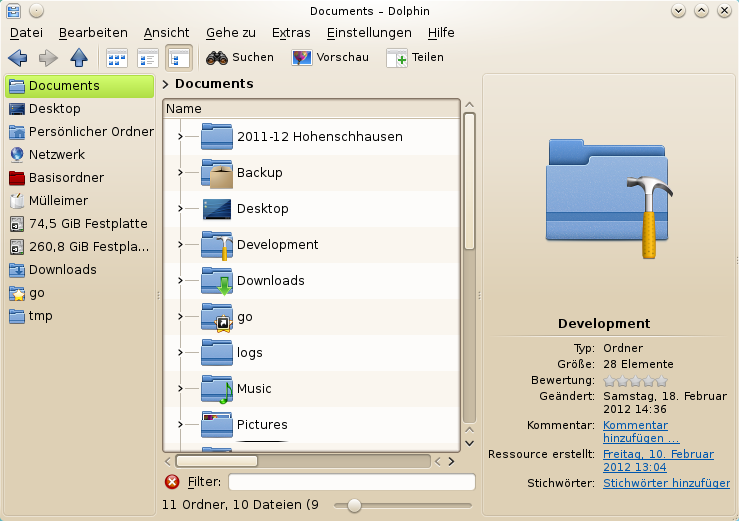 Documents – Dolphin
Datei Bearbeiten Ansicht Gehe zu Extras Einstellungen Hilfe
Suchen Vorschau Teilen
Documents
Desktop
Persönlicher Ordner
Netzwerk
Basisordner
Mülleimer
74,5 GiB Festplatte
260,8 GiB Festpla...
Downloads
go
tmp
Documents
Name
2011-12 Hohenschhausen
Backup
Desktop
Development
Downloads
go
logs
Music
Pictures
Filter:
11 Ordner, 10 Dateien (9
Development
Typ: Ordner
Größe: 28 Elemente
Bewertung:
Geändert: Samstag, 18. Februar
2012 14:36
Kommentar: Kommentar
hinzufügen ...
Ressource erstellt: Freitag, 10. Februar
2012 13:04
Stichwörter: Stichwörter hinzufüger